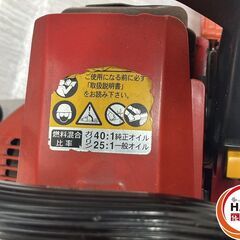 ご使用になる前に必ず
「取扱説明書」
をお読み下さい。
燃料混合
比率
ガソリン
40:1純正オイル
25:1一般オイル
HA